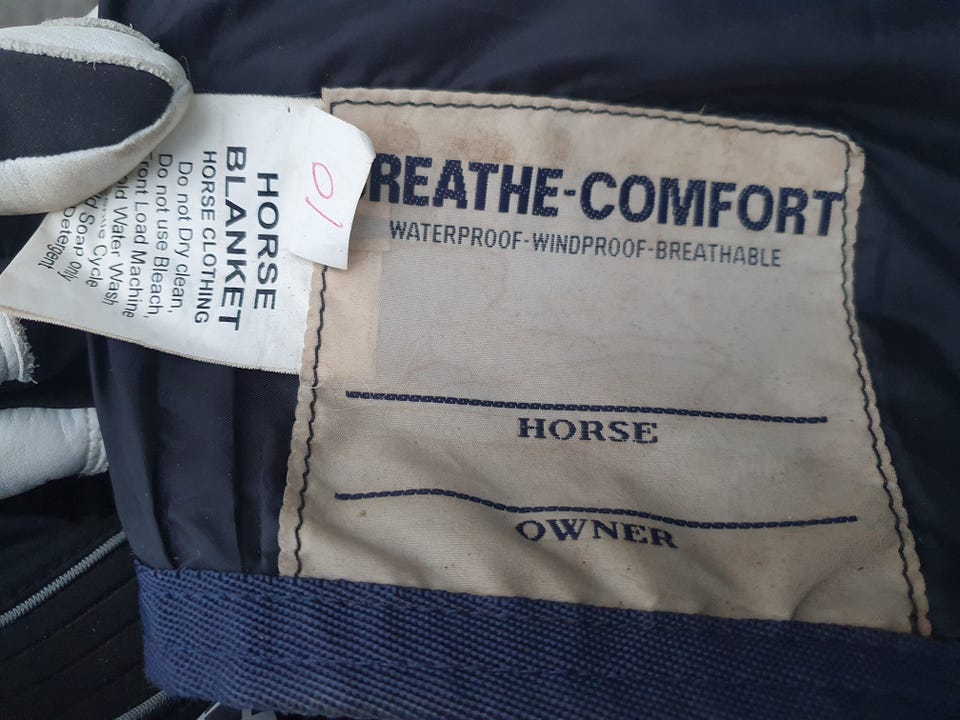 REATHE-COMFORT
WATERPROOF-WINDPROOF-BREATHABLE
HORSE
OWNER
HORSE
BLANKET
HORSE CLOTHING
Do not Dry clean,
Do not use Bleach,
ront Load Machine
Water Wash
Cycle
Soap only
Detergent